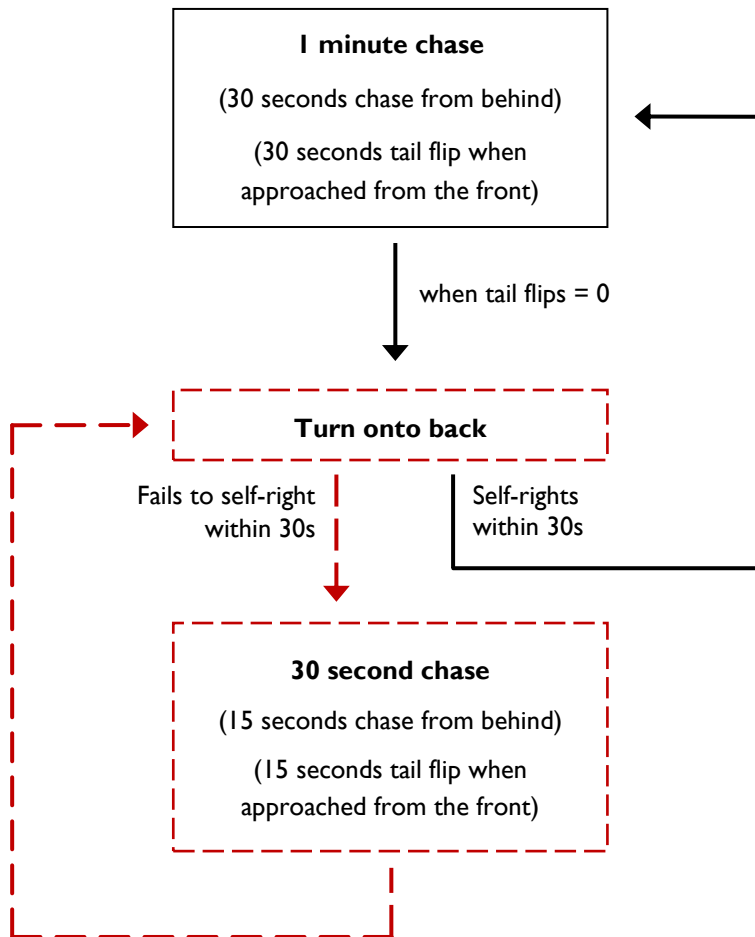 1 minute chase
(30 seconds chase from behind)
(30 seconds tail flip when
approached from the front)
when tail flips = 0
Turn onto back
Fails to self-right
within 30s
Self-rights
within 30s
30 second chase
(15 seconds chase from behind)
(15 seconds tail flip when
approached from the front)